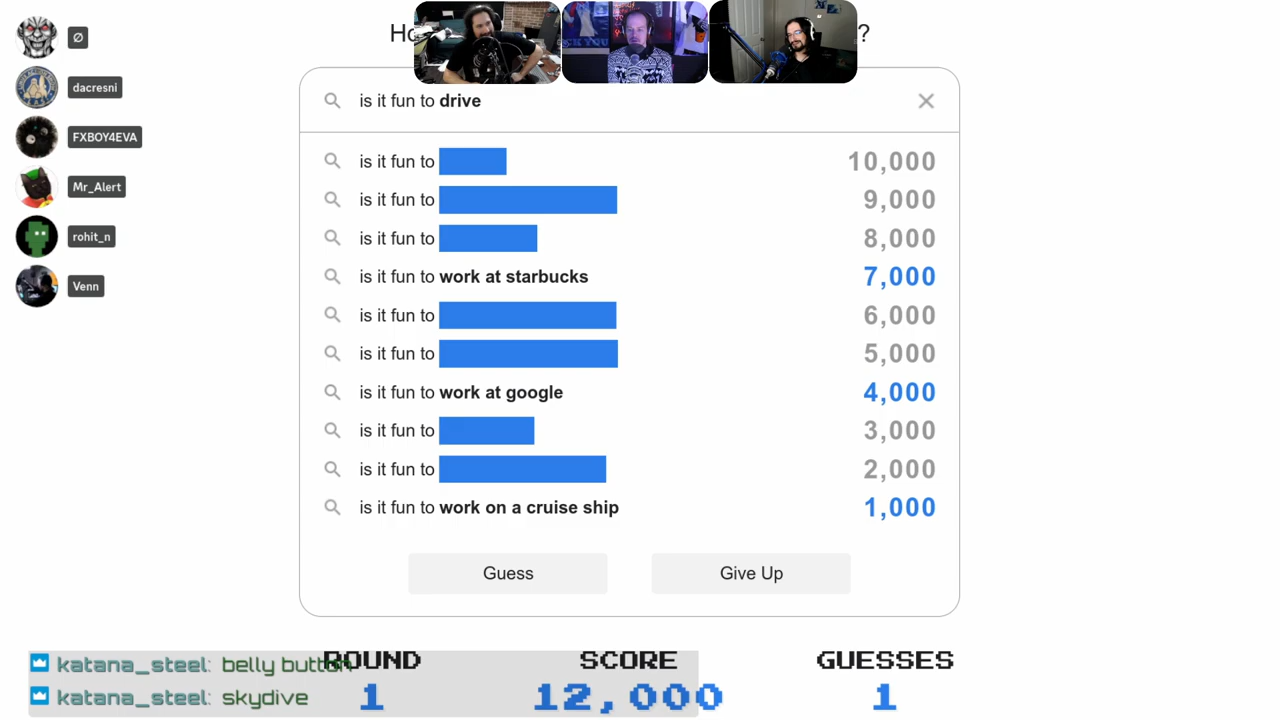 Ho
?
Ø
dacresni
FXBOY4EVA
Mr_Alert
rohit_n
Venn
is it fun to drive
is it fun to 10,000
is it fun to 9,000
is it fun to 8,000
is it fun to work at starbucks 7,000
is it fun to 6,000
is it fun to 5,000
is it fun to work at google 4,000
is it fun to 3,000
is it fun to 2,000
is it fun to work on a cruise ship 1,000
Guess Give Up
katana_steel: belly button
katana_steel: skydive
ROUND SCORE GUESSES
1 12,000 1